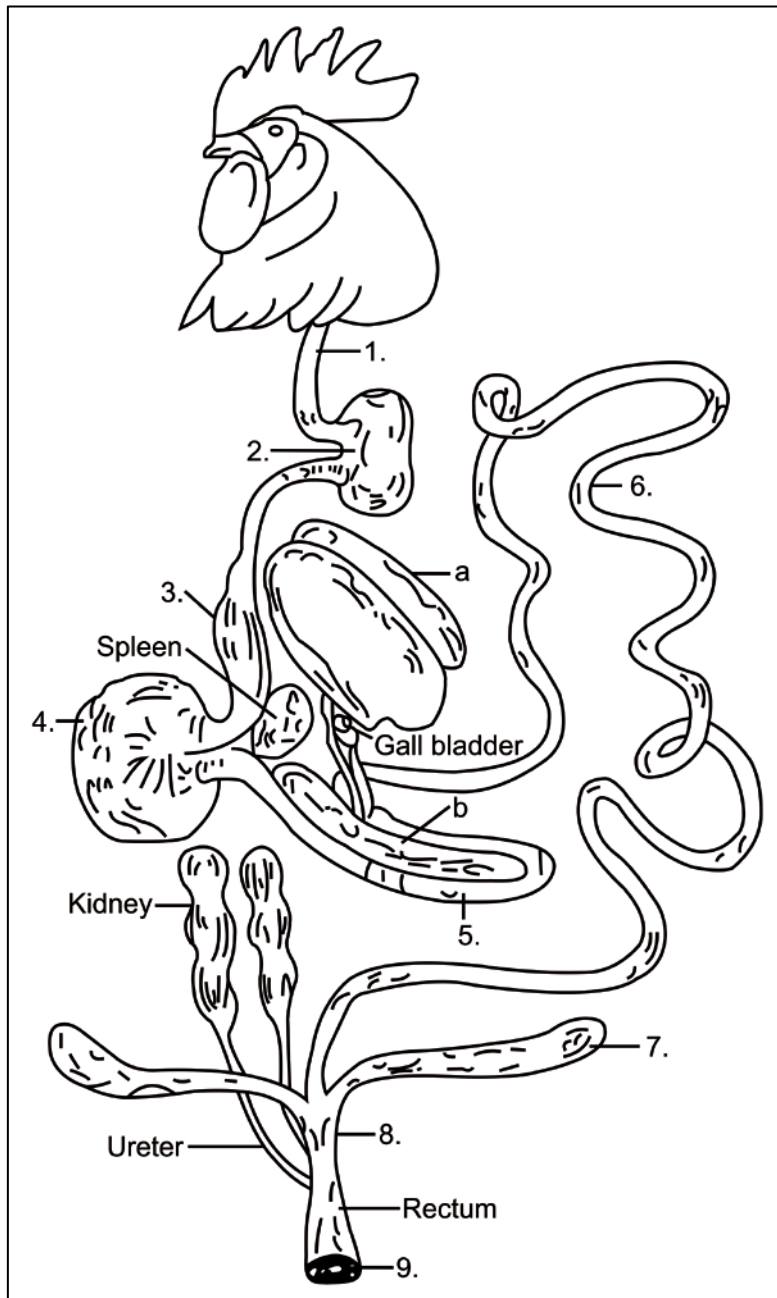 1.
2.
6.
a
3.
Spleen
4.
Gall bladder
b
Kidney
5.
7.
8.
Ureter
Rectum
9.